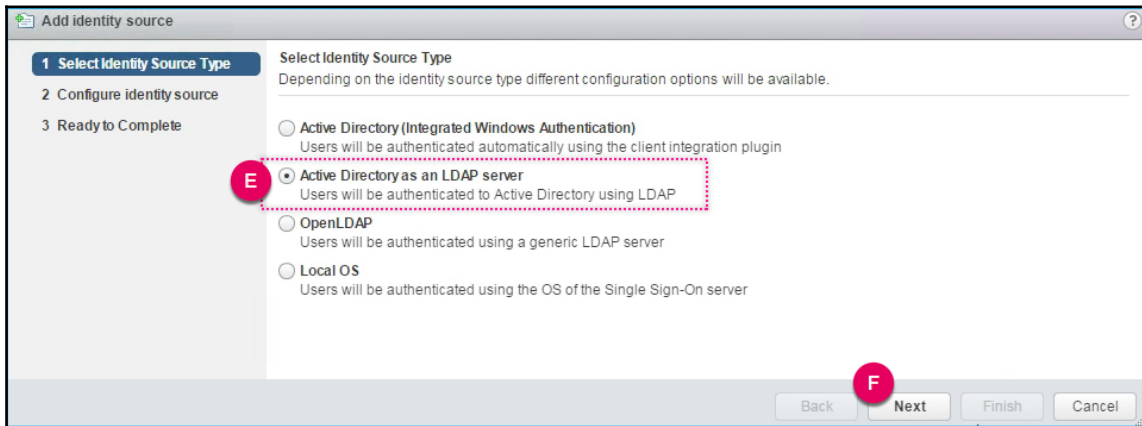 Add identity source
?
1 Select Identity Source Type
2 Configure identity source
3 Ready to Complete
Select Identity Source Type
Depending on the identity source type different configuration options will be available.
Active Directory (Integrated Windows Authentication)
Users will be authenticated automatically using the client integration plugin
E
Active Directory as an LDAP server
Users will be authenticated to Active Directory using LDAP
OpenLDAP
Users will be authenticated using a generic LDAP server
Local OS
Users will be authenticated using the OS of the Single Sign-On server
F
Back Next Finish Cancel